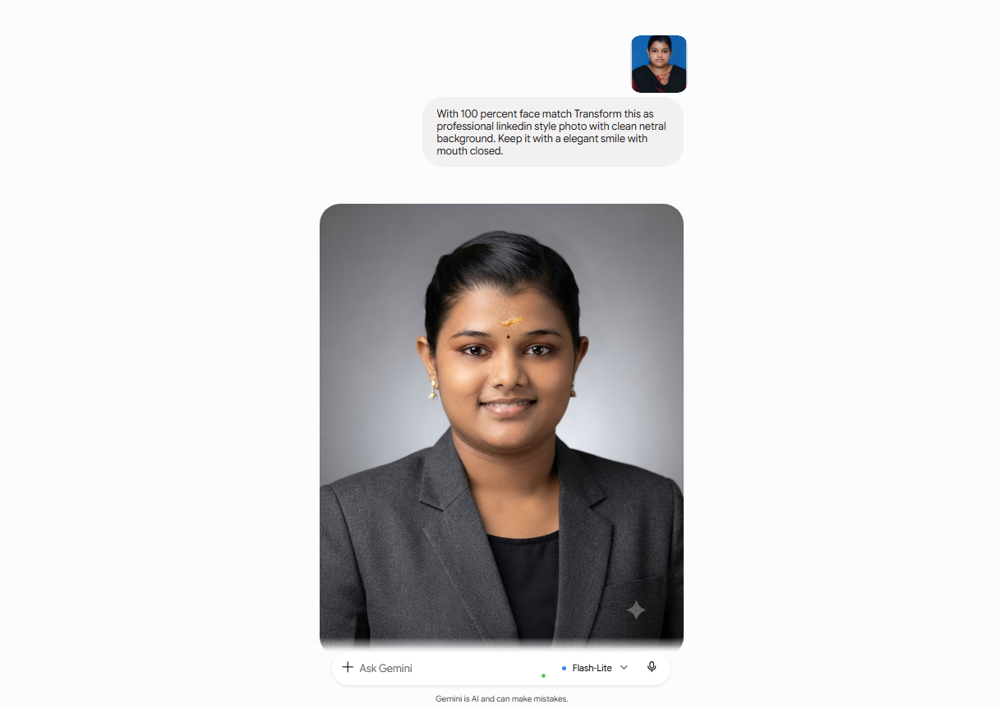 With 100 percent face match Transform this as
professional linkedin style photo with clean netral
background. Keep it with a elegant smile with
mouth closed.
Ask Gemini
Flash-Lite
Gemini is AI and can make mistakes.